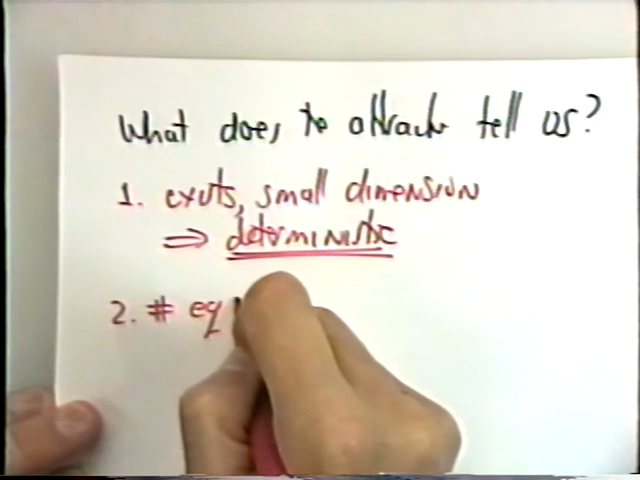 What does the attractor tell us?
1. exists, small dimension
⇒ deterministic
2. # eq